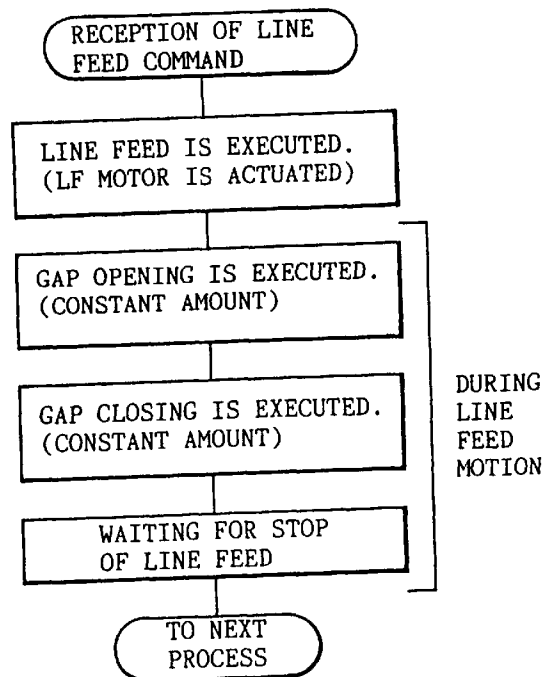 RECEPTION OF LINE
FEED COMMAND
LINE FEED IS EXECUTED.
(LF MOTOR IS ACTUATED)
GAP OPENING IS EXECUTED.
(CONSTANT AMOUNT)
GAP CLOSING IS EXECUTED.
(CONSTANT AMOUNT)
WAITING FOR STOP
OF LINE FEED
DURING
LINE
FEED
MOTION
TO NEXT
PROCESS